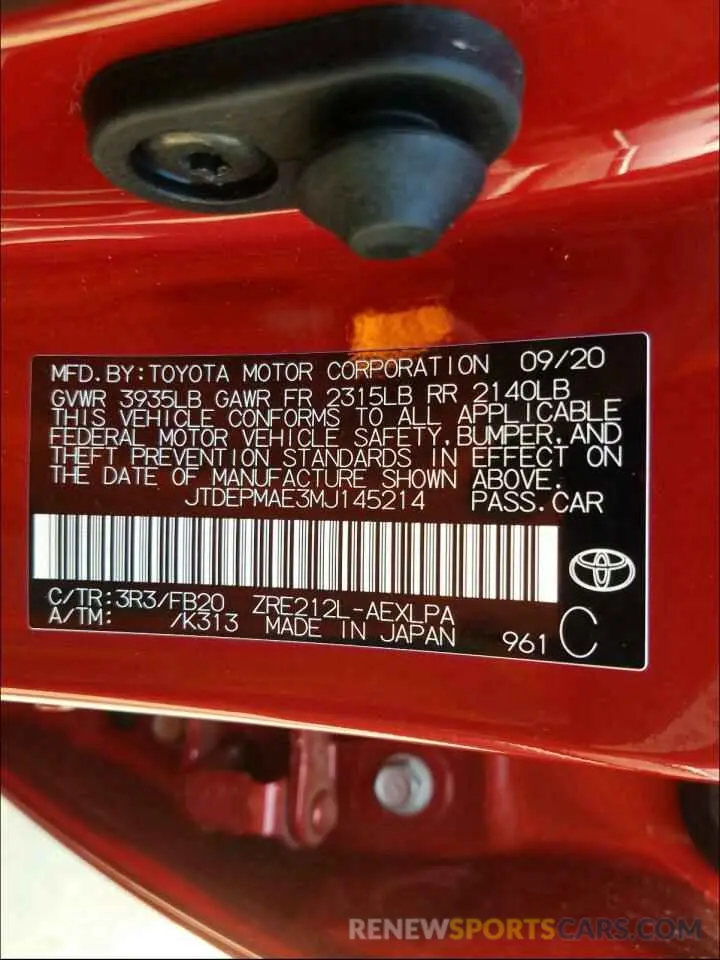 MFD. BY: TOYOTA MOTOR CORPORATION 09/20
GVWR 3935LB GAWR FR 2315LB RR 2140LB
THIS VEHICLE CONFORMS TO ALL APPLICABLE
FEDERAL MOTOR VEHICLE SAFETY, BUMPER, AND
THEFT PREVENTION STANDARDS IN EFFECT ON
THE DATE OF MANUFACTURE SHOWN ABOVE.
JTDEPMAE3MJ145214 PASS. CAR
C/TR: 3R3/FB20 ZRE212L-AEXLPA
A/TM: /K313 MADE IN JAPAN 961 C
RENEWSPORTSCARS.COM